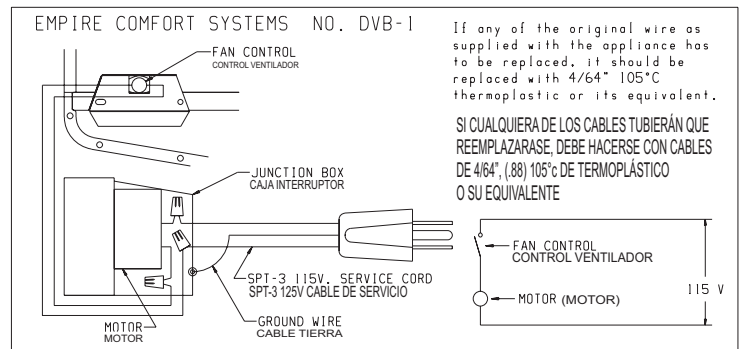 EMPIRE COMFORT SYSTEMS NO. DVB-1
FAN CONTROL
CONTROL VENTILADOR
JUNCTION BOX
CAJA INTERRUPTOR
SPT-3 115V. SERVICE CORD
SPT-3 125V CABLE DE SERVICIO
GROUND WIRE
CABLE TIERRA
MOTOR
MOTOR
If any of the original wire as
supplied with the appliance has
to be replaced, it should be
replaced with 4/64" 105°C
thermoplastic or its equivalent.
SI CUALQUIERA DE LOS CABLES TUBIERÁN QUE
REEMPLAZARASE, DEBE HACERSE CON CABLES
DE 4/64", (.88) 105°c DE TERMOPLÁSTICO
O SU EQUIVALENTE
FAN CONTROL
CONTROL VENTILADOR
115 V
MOTOR (MOTOR)